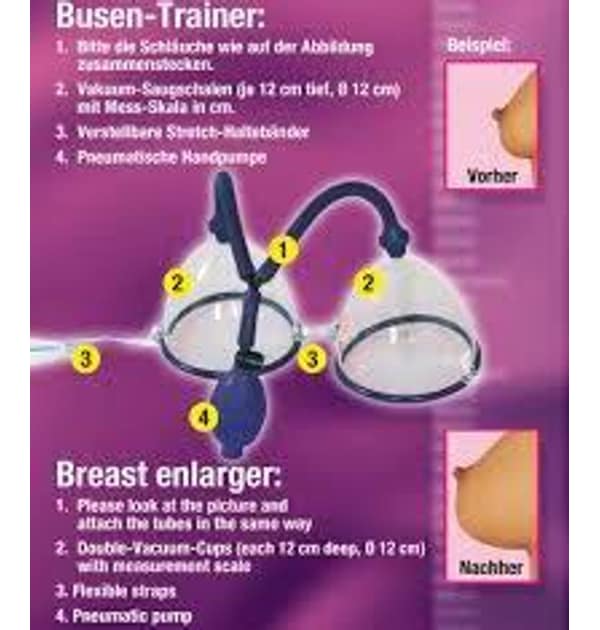 Busen-Trainer:
1. Bitte die Schläuche wie auf der Abbildung
zusammenstecken.
2. Vakuum-Saugschalen (je 12 cm tief, Ø 12 cm)
mit Mess-Skala in cm.
3. Verstellbare Stretch-Haltebänder
4. Pneumatische Handpumpe
Beispiel:
Vorher
1
2
2
3
3
4
Breast enlarger:
1. Please look at the picture and
attach the tubes in the same way
2. Double-Vacuum-Cups (each 12 cm deep, Ø 12 cm)
with measurement scale
3. Flexible straps
4. Pneumatic pump
Nachher